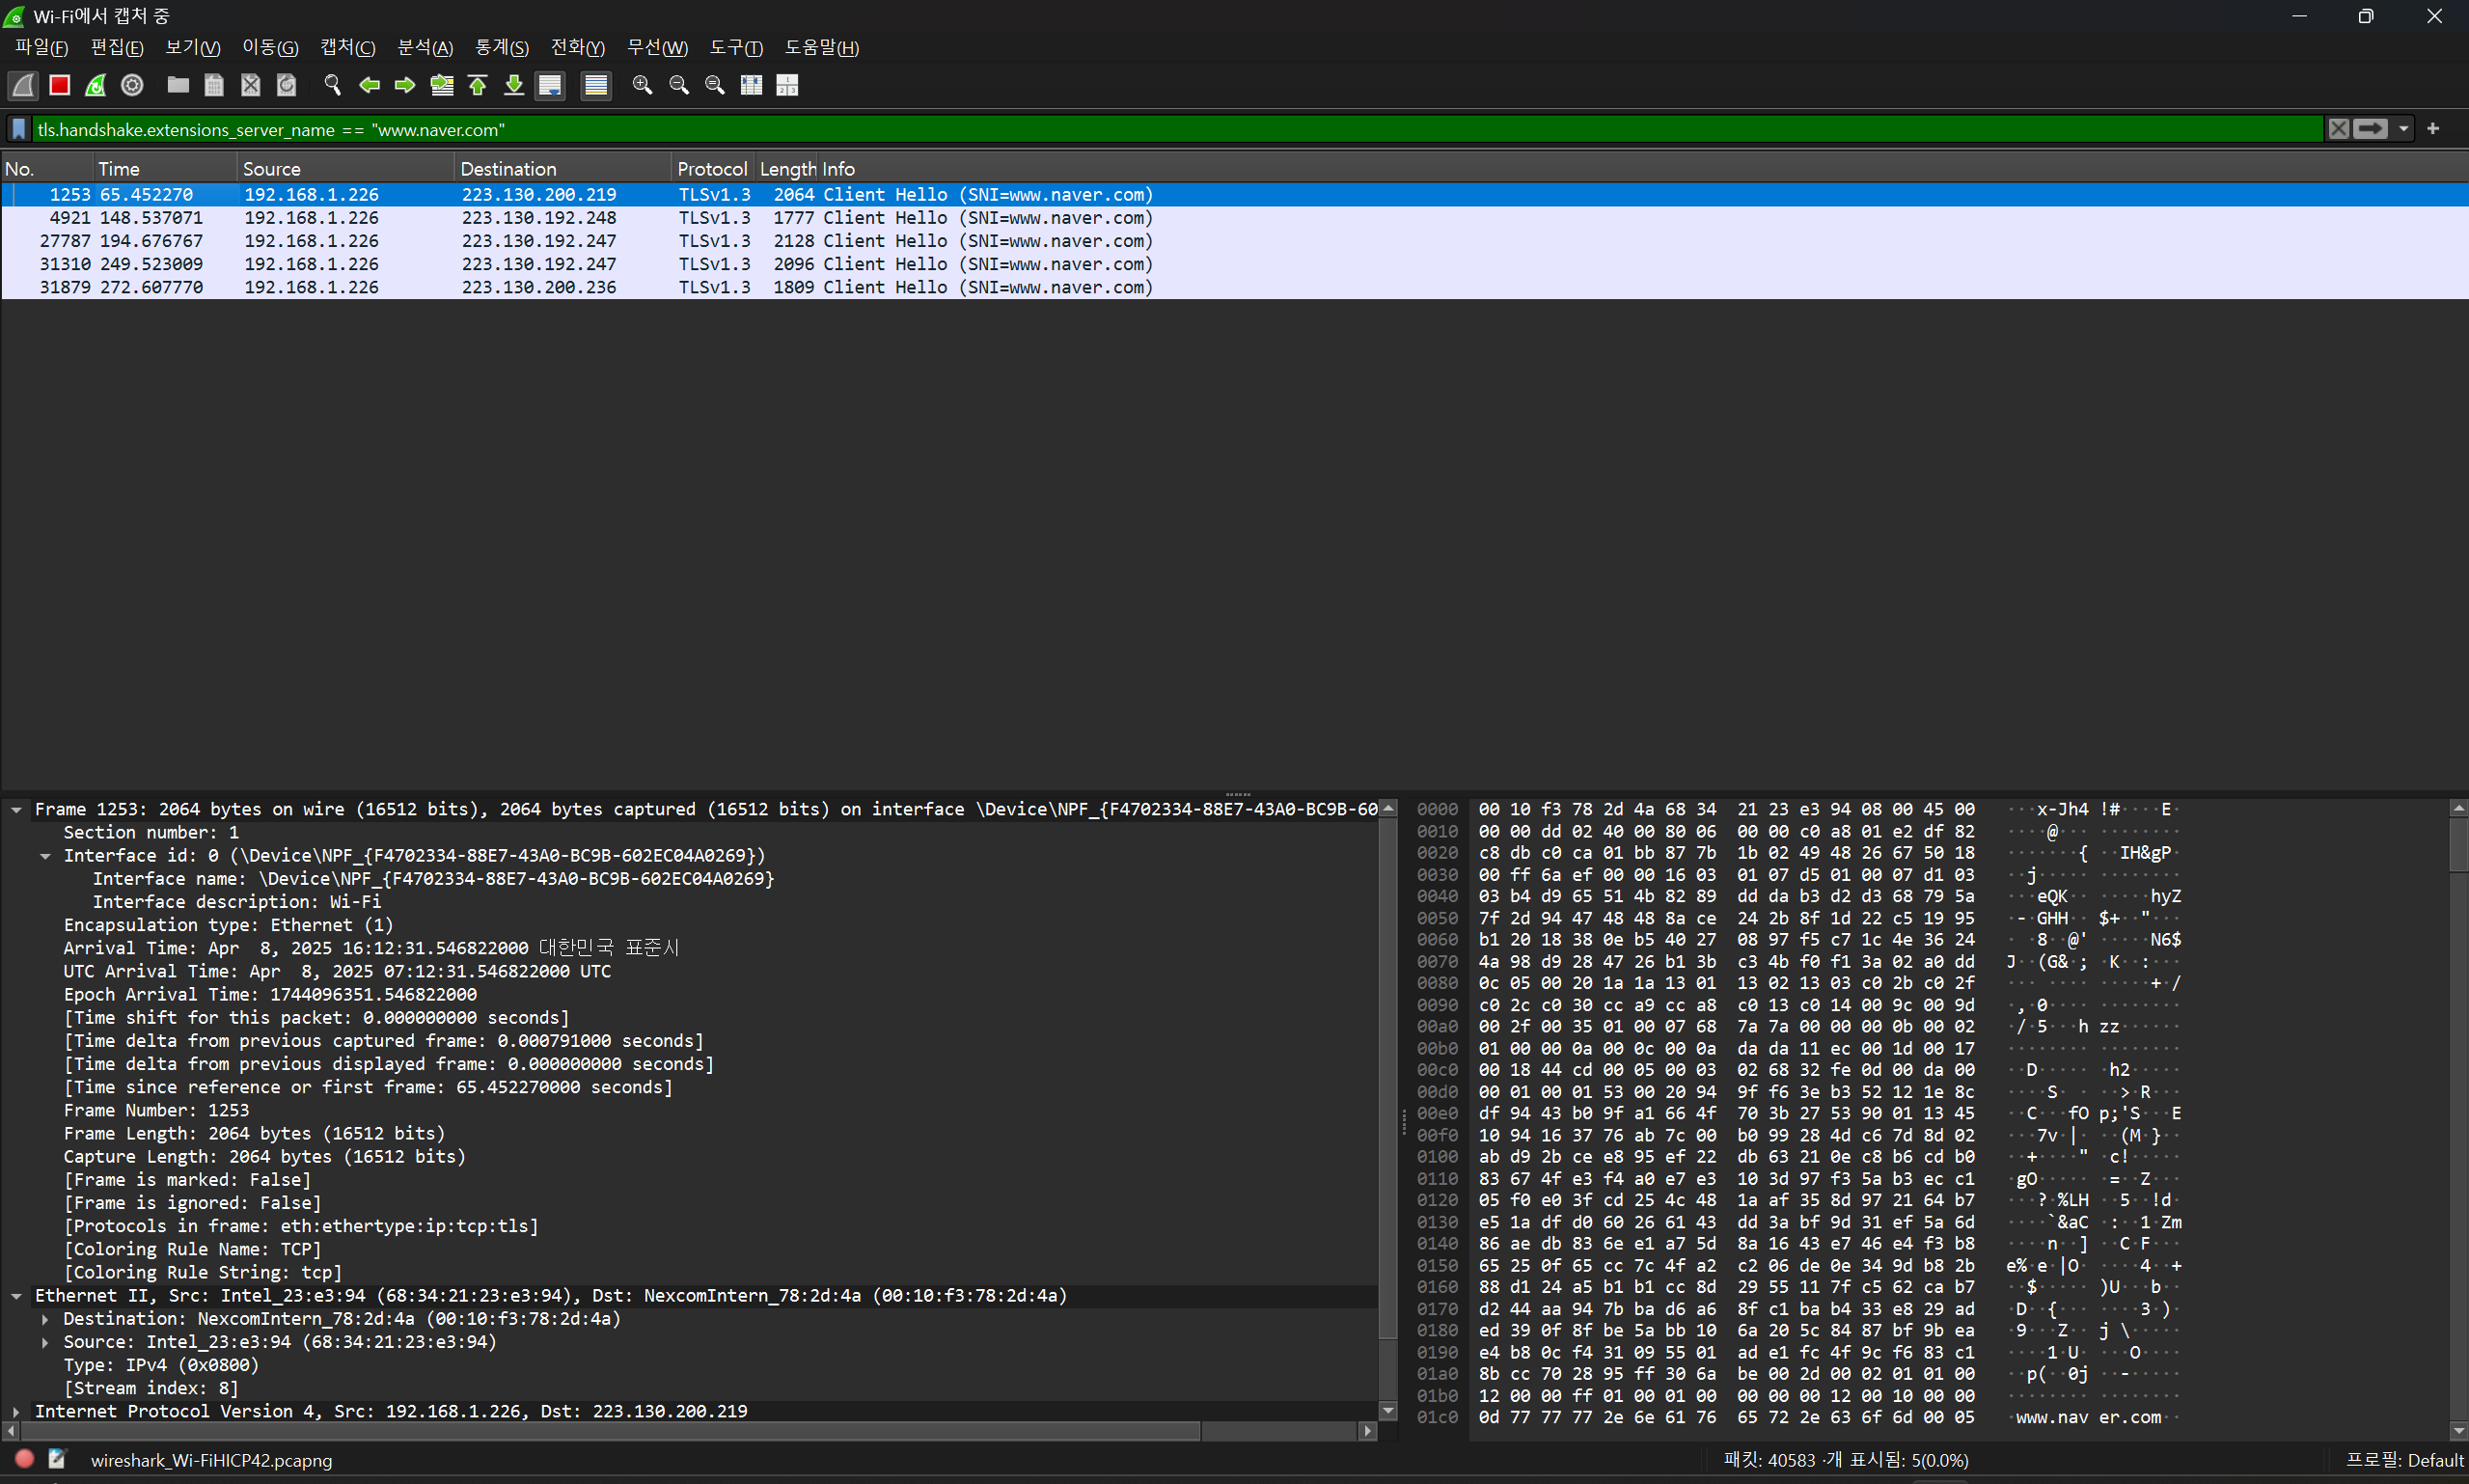 Wi-Fi에서 캡처 중
파일(F) 편집(E) 보기(V) 이동(G) 캡처(C) 분석(A) 통계(S) 전화(Y) 무선(W) 도구(T) 도움말(H)
tls.handshake.extensions_server_name == "www.naver.com"
No. Time Source Destination Protocol Length Info
1253 65.452270 192.168.1.226 223.130.200.219 TLSv1.3 2064 Client Hello (SNI=www.naver.com)
4921 148.537071 192.168.1.226 223.130.192.248 TLSv1.3 1777 Client Hello (SNI=www.naver.com)
27787 194.676767 192.168.1.226 223.130.192.247 TLSv1.3 2128 Client Hello (SNI=www.naver.com)
31310 249.523009 192.168.1.226 223.130.192.247 TLSv1.3 2096 Client Hello (SNI=www.naver.com)
31879 272.607770 192.168.1.226 223.130.200.236 TLSv1.3 1809 Client Hello (SNI=www.naver.com)
Frame 1253: 2064 bytes on wire (16512 bits), 2064 bytes captured (16512 bits) on interface \Device\NPF_{F4702334-88E7-43A0-BC9B-60
Section number: 1
Interface id: 0 (\Device\NPF_{F4702334-88E7-43A0-BC9B-602EC04A0269})
Interface name: \Device\NPF_{F4702334-88E7-43A0-BC9B-602EC04A0269}
Interface description: Wi-Fi
Encapsulation type: Ethernet (1)
Arrival Time: Apr  8, 2025 16:12:31.546822000 대한민국 표준시
UTC Arrival Time: Apr  8, 2025 07:12:31.546822000 UTC
Epoch Arrival Time: 1744096351.546822000
[Time shift for this packet: 0.000000000 seconds]
[Time delta from previous captured frame: 0.000791000 seconds]
[Time delta from previous displayed frame: 0.000000000 seconds]
[Time since reference or first frame: 65.452270000 seconds]
Frame Number: 1253
Frame Length: 2064 bytes (16512 bits)
Capture Length: 2064 bytes (16512 bits)
[Frame is marked: False]
[Frame is ignored: False]
[Protocols in frame: eth:ethertype:ip:tcp:tls]
[Coloring Rule Name: TCP]
[Coloring Rule String: tcp]
Ethernet II, Src: Intel_23:e3:94 (68:34:21:23:e3:94), Dst: NexcomIntern_78:2d:4a (00:10:f3:78:2d:4a)
Destination: NexcomIntern_78:2d:4a (00:10:f3:78:2d:4a)
Source: Intel_23:e3:94 (68:34:21:23:e3:94)
Type: IPv4 (0x0800)
[Stream index: 8]
Internet Protocol Version 4, Src: 192.168.1.226, Dst: 223.130.200.219
0000 00 10 f3 78 2d 4a 68 34 21 23 e3 94 08 00 45 00 ···x-Jh4 !#····E·
0010 00 00 dd 02 40 00 80 06 00 00 c0 a8 01 e2 df 82 ····@··· ········
0020 c8 db c0 ca 01 bb 87 7b 1b 02 49 48 26 67 50 18 ·······{ ··IH&gP·
0030 00 ff 6a ef 00 00 16 03 01 07 d5 01 00 07 d1 03 ··j····· ········
0040 03 b4 d9 65 51 4b 82 89 dd da b3 d2 d3 68 79 5a ···eQK·· ·····hyZ
0050 7f 2d 94 47 48 48 8a ce 24 2b 8f 1d 22 c5 19 95 ·-·GHH·· $+··"···
0060 b1 20 18 38 0e b5 40 27 08 97 f5 c7 1c 4e 36 24 · ·8··@' ·····N6$
0070 4a 98 d9 28 47 26 b1 3b c3 4b f0 f1 3a 02 a0 dd J··(G&·; ·K··:···
0080 0c 05 00 20 1a 1a 13 01 13 02 13 03 c0 2b c0 2f ··· ···· ·····+·/
0090 c0 2c c0 30 cc a9 cc a8 c0 13 c0 14 00 9c 00 9d ·,·0···· ········
00a0 00 2f 00 35 01 00 07 68 7a 7a 00 00 00 0b 00 02 ·/·5···h zz······
00b0 01 00 00 0a 00 0c 00 0a da da 11 ec 00 1d 00 17 ········ ········
00c0 00 18 44 cd 00 05 00 03 02 68 32 fe 0d 00 da 00 ··D····· ·h2·····
00d0 00 01 00 01 53 00 20 94 9f f6 3e b3 52 12 1e 8c ····S· · ··>·R···
00e0 df 94 43 b0 9f a1 66 4f 70 3b 27 53 90 01 13 45 ··C···fO p;'S···E
00f0 10 94 16 37 76 ab 7c 00 b0 99 28 4d c6 7d 8d 02 ···7v·|· ··(M·}··
0100 ab d9 2b ce e8 95 ef 22 db 63 21 0e c8 b6 cd b0 ··+····" ·c!·····
0110 83 67 4f e3 f4 a0 e7 e3 10 3d 97 f3 5a b3 ec c1 ·gO····· ·=··Z···
0120 05 f0 e0 3f cd 25 4c 48 1a af 35 8d 97 21 64 b7 ···?·%LH ··5··!d·
0130 e5 1a df d0 60 26 61 43 dd 3a bf 9d 31 ef 5a 6d ····`&aC ·:··1·Zm
0140 86 ae db 83 6e e1 a7 5d 8a 16 43 e7 46 e4 f3 b8 ····n··] ··C·F···
0150 65 25 0f 65 cc 7c 4f a2 c2 06 de 0e 34 9d b8 2b e%·e·|O· ····4··+
0160 88 d1 24 a5 b1 b1 cc 8d 29 55 11 7f c5 62 ca b7 ··$····· )U···b··
0170 d2 44 aa 94 7b ba d6 a6 8f c1 ba b4 33 e8 29 ad ·D··{··· ····3·)·
0180 ed 39 0f 8f be 5a bb 10 6a 20 5c 84 87 bf 9b ea ·9···Z·· j \·····
0190 e4 b8 0c f4 31 09 55 01 ad e1 fc 4f 9c f6 83 c1 ····1·U· ···O····
01a0 8b cc 70 28 95 ff 30 6a be 00 2d 00 02 01 01 00 ··p(··0j ··-·····
01b0 12 00 00 ff 01 00 01 00 00 00 00 12 00 10 00 00 ········ ········
01c0 0d 77 77 77 2e 6e 61 76 65 72 2e 63 6f 6d 00 05 ·www.nav er.com··
wireshark_Wi-FiHICP42.pcapng 패킷: 40583 ·개 표시됨: 5(0.0%) 프로필: Default